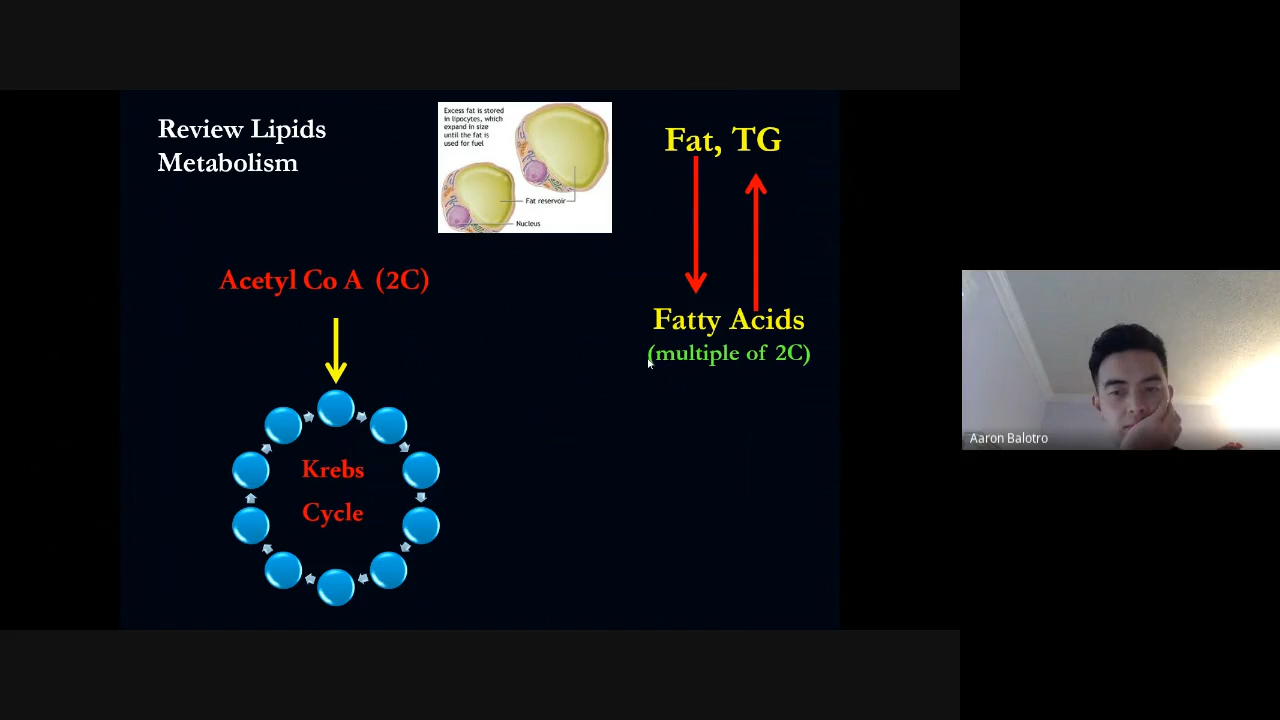 Review Lipids
Metabolism
Excess fat is stored
in lipocytes, which
expand in size
until the fat is
used for fuel
Fat reservoir
Nucleus
Fat, TG
Acetyl Co A (2C)
Fatty Acids
(multiple of 2C)
Krebs
Cycle
Aaron Balotro